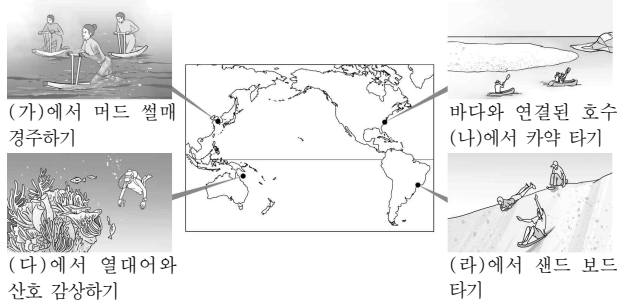 (가)에서 머드 썰매
경주하기
바다와 연결된 호수
(나)에서 카약 타기
(다)에서 열대어와
산호 감상하기
(라)에서 샌드 보드
타기